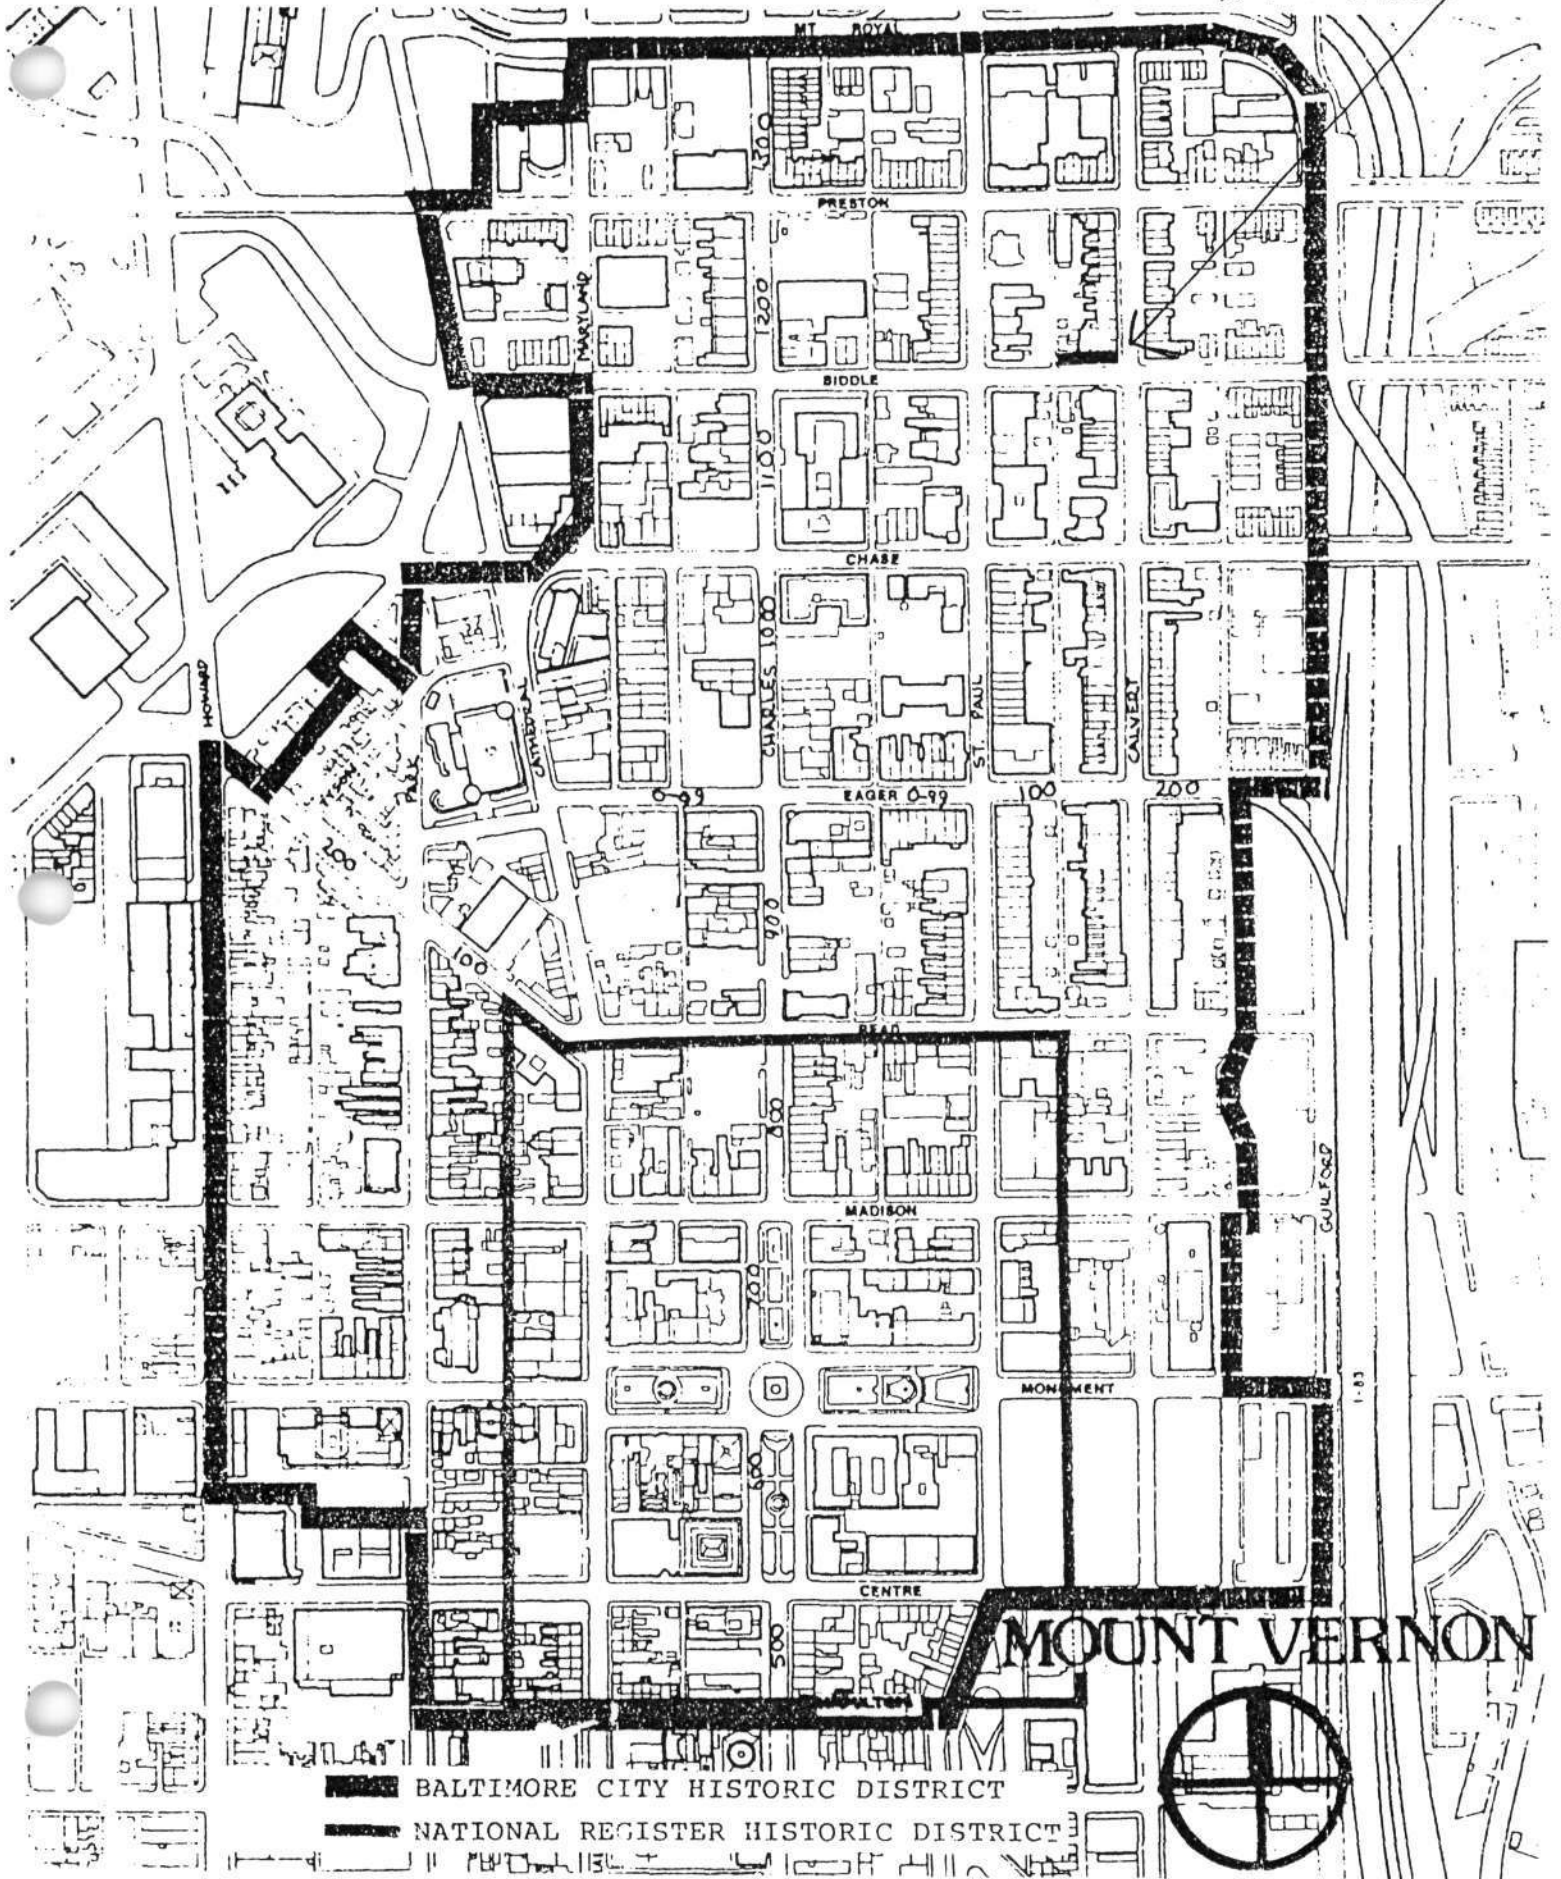 MT ROYAL
1300
PRESTON
MARYLAND
1200
BIDDLE
1100
CHASE
HOWARD
CHARLES 1000
CATHEDRAL
ST. PAUL
CALVERT
PARK
TYSON
0-99
EAGER 0-99
100
200
200
900
100
READ
800
GUILFORD
MADISON
700
MONUMENT
I-83
600
CENTRE
500
MOUNT VERNON
HAMILTON
BALTIMORE CITY HISTORIC DISTRICT
NATIONAL REGISTER HISTORIC DISTRICT